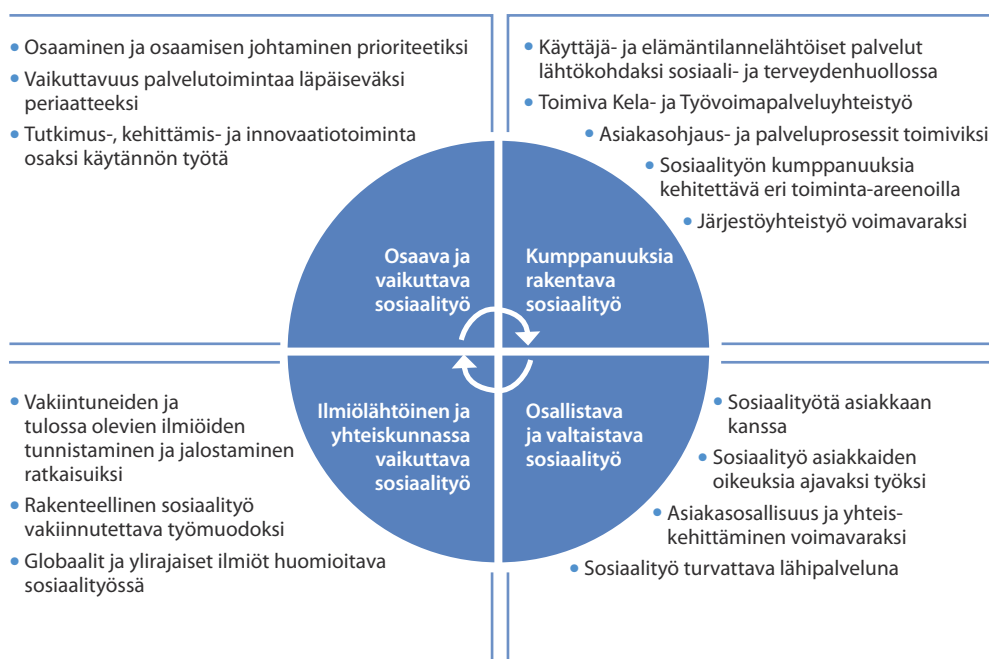 • Osaaminen ja osaamisen johtaminen prioriteetiksi
• Vaikuttavuus palvelutoimintaa läpäiseväksi
periaatteeksi
• Tutkimus-, kehittämis- ja innovaatiotoiminta
osaksi käytännön työtä
• Käyttäjä- ja elämäntilannelähtöiset palvelut
lähtökohdaksi sosiaali- ja terveydenhuollossa
• Toimiva Kela- ja Työvoimapalveluyhteistyö
• Asiakasohjaus- ja palveluprosessit toimiviksi
• Sosiaalityön kumppanuuksia
kehitettävä eri toiminta-areenoilla
• Järjestöyhteistyö voimavaraksi
Osaava ja
vaikuttava
sosiaalityö
Kumppanuuksia
rakentava
sosiaalityö
Ilmiölähtöinen ja
yhteiskunnassa
vaikuttava
sosiaalityö
Osallistava
ja valtaistava
sosiaalityö
• Vakiintuneiden ja
tulossa olevien ilmiöiden
tunnistaminen ja jalostaminen
ratkaisuiksi
• Rakenteellinen sosiaalityö
vakiinnutettava työmuodoksi
• Globaalit ja ylirajaiset ilmiöt huomioitava
sosiaalityössä
• Sosiaalityötä asiakkaan
kanssa
• Sosiaalityö asiakkaiden
oikeuksia ajavaksi työksi
• Asiakasosallisuus ja yhteis-
kehittäminen voimavaraksi
• Sosiaalityö turvattava lähipalveluna